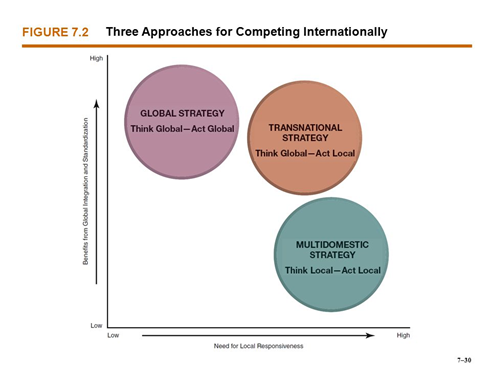 FIGURE 7.2 Three Approaches for Competing Internationally
High
GLOBAL STRATEGY
Think Global—Act Global
TRANSNATIONAL
STRATEGY
Think Global—Act Local
Benefits from Global Integration and Standardization
MULTIDOMESTIC
STRATEGY
Think Local—Act Local
Low
Low High
Need for Local Responsiveness
7–30